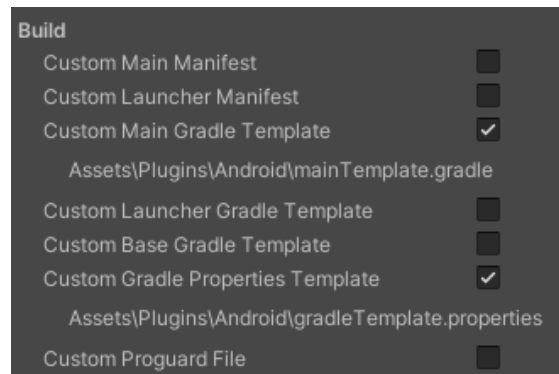 Build
Custom Main Manifest
Custom Launcher Manifest
Custom Main Gradle Template
Assets\Plugins\Android\mainTemplate.gradle
Custom Launcher Gradle Template
Custom Base Gradle Template
Custom Gradle Properties Template
Assets\Plugins\Android\gradleTemplate.properties
Custom Proguard File